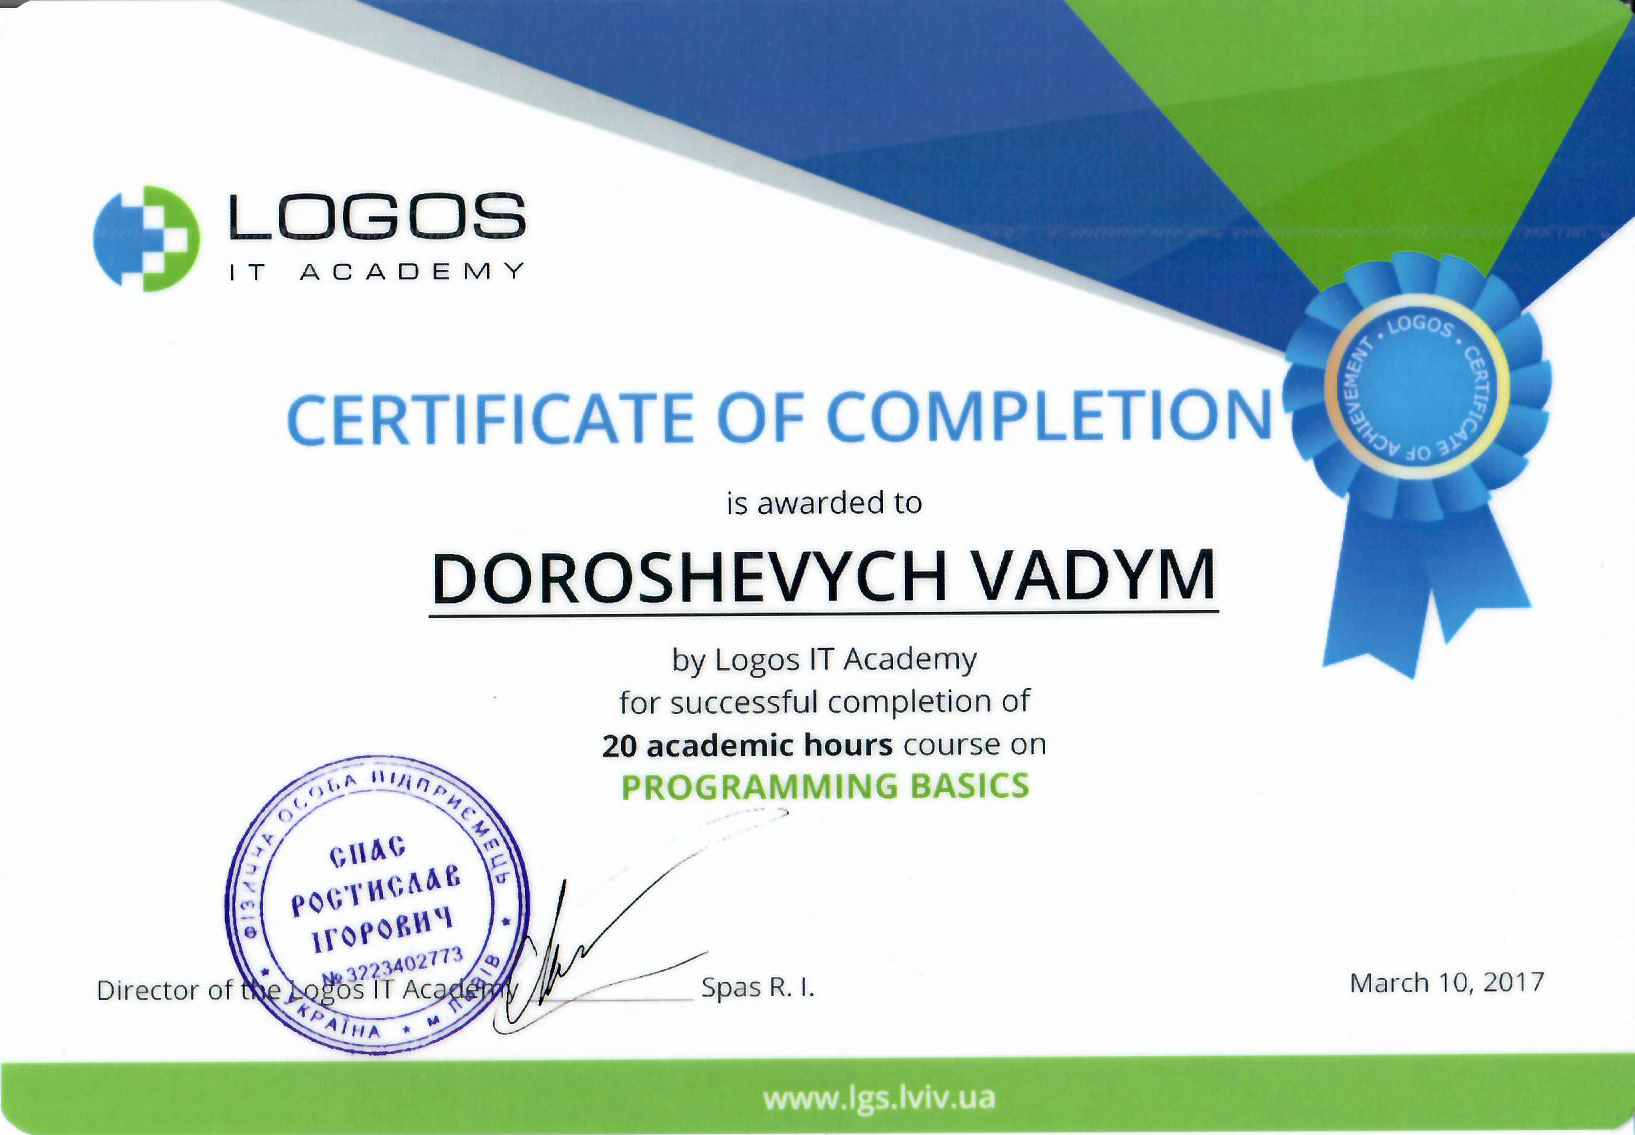 LOGOS
IT ACADEMY
• LOGOS • CERTIFICATE OF ACHIEVEMENT
CERTIFICATE OF COMPLETION
is awarded to
DOROSHEVYCH VADYM
by Logos IT Academy
for successful completion of
20 academic hours course on
PROGRAMMING BASICS
ФІЗИЧНА ОСОБА ПІДПРИЄМЕЦЬ
СПАС
РОСТИСЛАВ
ІГОРОВИЧ
№ 3223402773
* УКРАЇНА * м ЛЬВІВ *
Director of the Logos IT Academy
Spas R. I.
March 10, 2017
www.lgs.lviv.ua